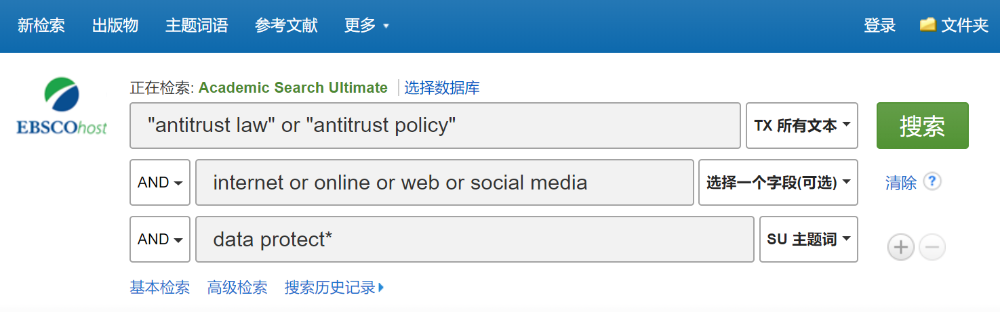 新检索 出版物 主题词语 参考文献 更多 登录 文件夹
正在检索: Academic Search Ultimate 选择数据库
EBSCOhost
"antitrust law" or "antitrust policy" TX 所有文本 搜索
AND internet or online or web or social media 选择一个字段(可选) 清除 ?
AND data protect* SU 主题词
基本检索 高级检索 搜索历史记录